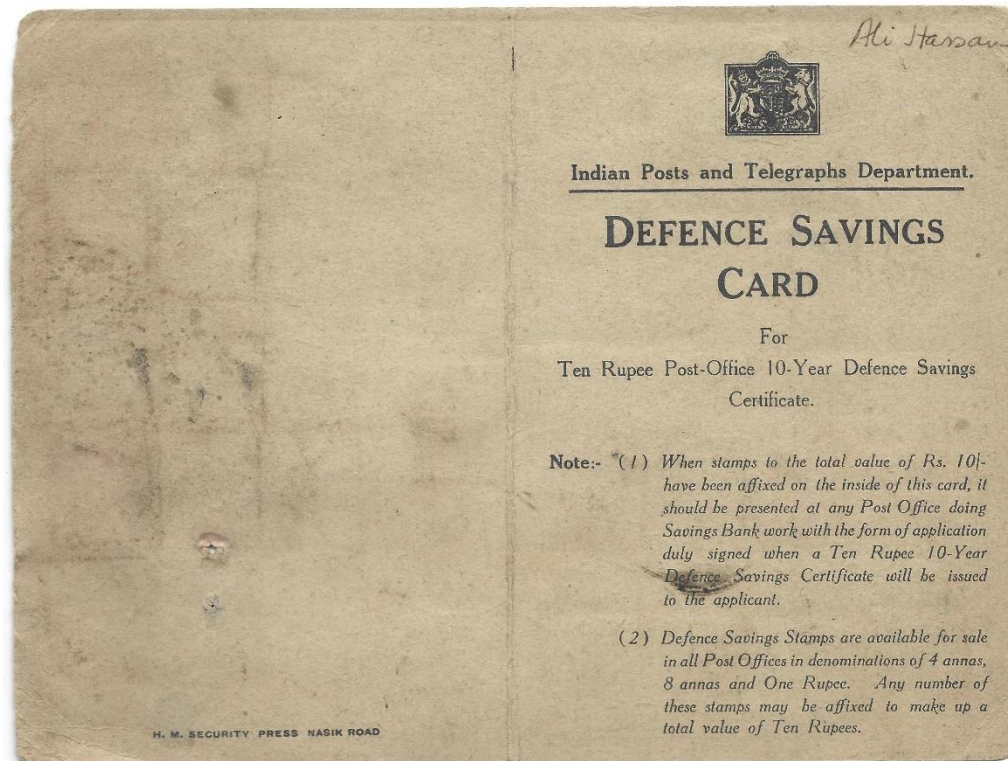 Ali Hassan
Indian Posts and Telegraphs Department.
DEFENCE SAVINGS
CARD
For
Ten Rupee Post-Office 10-Year Defence Savings
Certificate.
Note:- (1) When stamps to the total value of Rs. 10/-
have been affixed on the inside of this card, it
should be presented at any Post Office doing
Savings Bank work with the form of application
duly signed when a Ten Rupee 10-Year
Defence Savings Certificate will be issued
to the applicant.
(2) Defence Savings Stamps are available for sale
in all Post Offices in denominations of 4 annas,
8 annas and One Rupee. Any number of
these stamps may be affixed to make up a
total value of Ten Rupees.
H. M. SECURITY PRESS NASIK ROAD